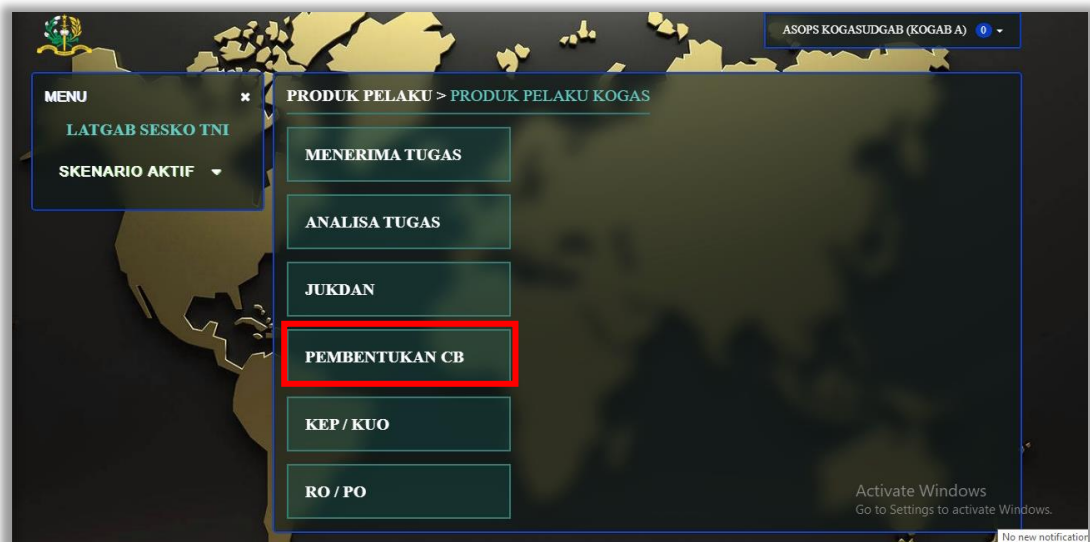 ASOPS KOGASUDGAB (KOGAB A) 0
MENU ×
LATGAB SESKO TNI
SKENARIO AKTIF
PRODUK PELAKU > PRODUK PELAKU KOGAS
MENERIMA TUGAS
ANALISA TUGAS
JUKDAN
PEMBENTUKAN CB
KEP / KUO
RO / PO
Activate Windows
Go to Settings to activate Windows.
No new notification